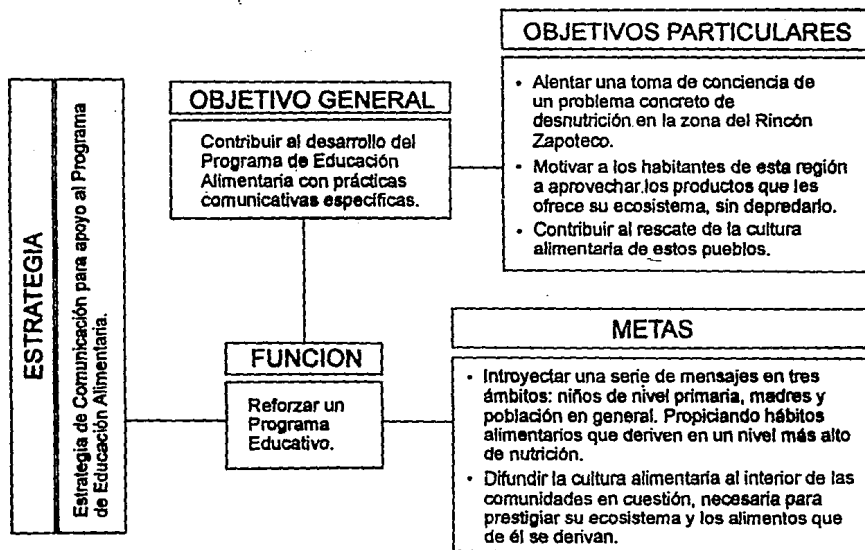 ESTRATEGIA
Estrategia de Comunicación para apoyo al Programa
de Educación Alimentaria.
OBJETIVO GENERAL
Contribuir al desarrollo del
Programa de Educación
Alimentaria con prácticas
comunicativas específicas.
OBJETIVOS PARTICULARES
• Alentar una toma de conciencia de
un problema concreto de
desnutrición en la zona del Rincón
Zapoteco.
• Motivar a los habitantes de esta región
a aprovechar los productos que les
ofrece su ecosistema, sin depredarlo.
• Contribuir al rescate de la cultura
alimentaria de estos pueblos.
FUNCION
Reforzar un
Programa
Educativo.
METAS
• Introyectar una serie de mensajes en tres
ámbitos: niños de nivel primaria, madres y
población en general. Propiciando hábitos
alimentarios que deriven en un nivel más alto
de nutrición.
• Difundir la cultura alimentaria al interior de las
comunidades en cuestión, necesaria para
prestigiar su ecosistema y los alimentos que
de él se derivan.